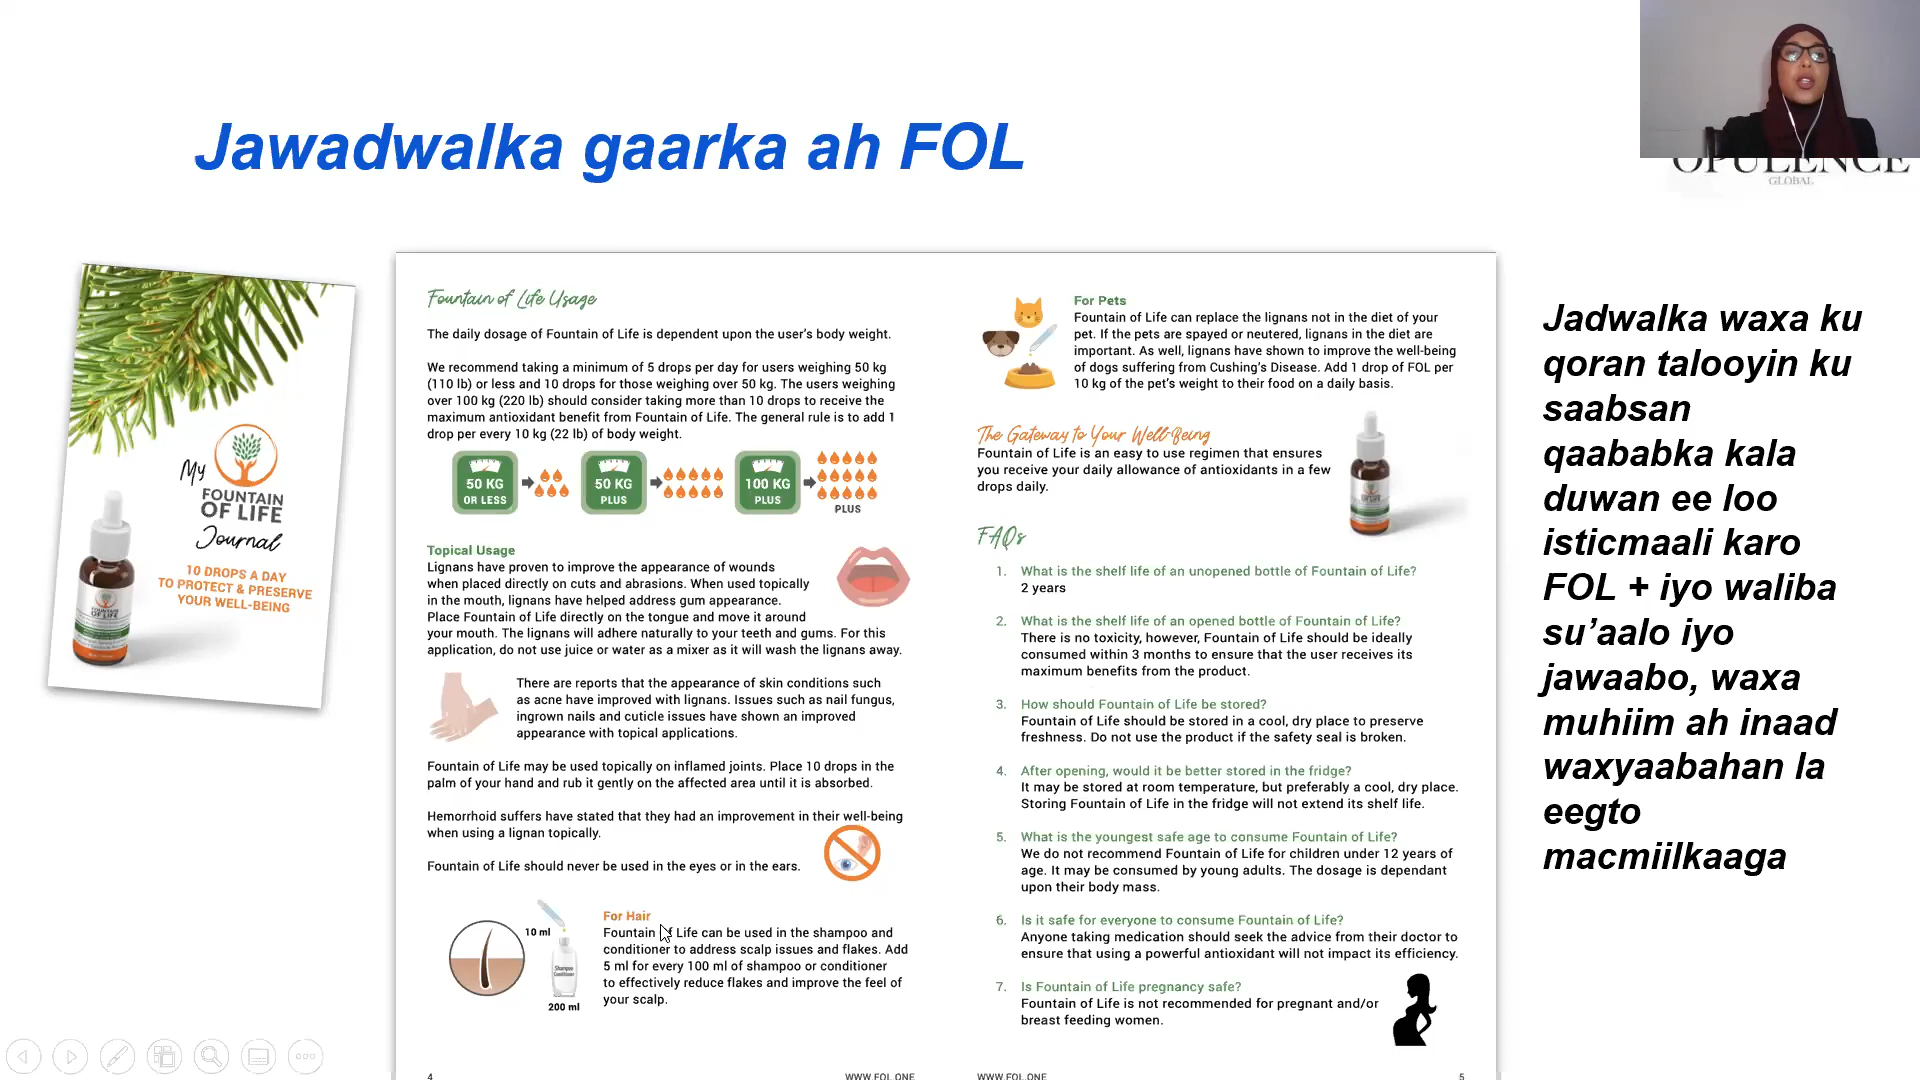 Jawadwalka gaarka ah FOL
OPULENCE
GLOBAL
My
FOUNTAIN
OF LIFE
Journal
10 DROPS A DAY
TO PROTECT & PRESERVE
YOUR WELL-BEING
FOUNTAIN
OF LIFE
Fountain of Life Usage
The daily dosage of Fountain of Life is dependent upon the user's body weight.
We recommend taking a minimum of 5 drops per day for users weighing 50 kg
(110 lb) or less and 10 drops for those weighing over 50 kg. The users weighing
over 100 kg (220 lb) should consider taking more than 10 drops to receive the
maximum antioxidant benefit from Fountain of Life. The general rule is to add 1
drop per every 10 kg (22 lb) of body weight.
50 KG
OR LESS
50 KG
PLUS
100 KG
PLUS
PLUS
Topical Usage
Lignans have proven to improve the appearance of wounds
when placed directly on cuts and abrasions. When used topically
in the mouth, lignans have helped address gum appearance.
Place Fountain of Life directly on the tongue and move it around
your mouth. The lignans will adhere naturally to your teeth and gums. For this
application, do not use juice or water as a mixer as it will wash the lignans away.
There are reports that the appearance of skin conditions such
as acne have improved with lignans. Issues such as nail fungus,
ingrown nails and cuticle issues have shown an improved
appearance with topical applications.
Fountain of Life may be used topically on inflamed joints. Place 10 drops in the
palm of your hand and rub it gently on the affected area until it is absorbed.
Hemorrhoid suffers have stated that they had an improvement in their well-being
when using a lignan topically.
Fountain of Life should never be used in the eyes or in the ears.
10 ml
Shampoo
Conditioner
200 ml
For Hair
Fountain of Life can be used in the shampoo and
conditioner to address scalp issues and flakes. Add
5 ml for every 100 ml of shampoo or conditioner
to effectively reduce flakes and improve the feel of
your scalp.
4
WWW.FOL.ONE
For Pets
Fountain of Life can replace the lignans not in the diet of your
pet. If the pets are spayed or neutered, lignans in the diet are
important. As well, lignans have shown to improve the well-being
of dogs suffering from Cushing's Disease. Add 1 drop of FOL per
10 kg of the pet's weight to their food on a daily basis.
The Gateway to Your Well-Being
Fountain of Life is an easy to use regimen that ensures
you receive your daily allowance of antioxidants in a few
drops daily.
FAQs
1. What is the shelf life of an unopened bottle of Fountain of Life?
2 years
2. What is the shelf life of an opened bottle of Fountain of Life?
There is no toxicity, however, Fountain of Life should be ideally
consumed within 3 months to ensure that the user receives its
maximum benefits from the product.
3. How should Fountain of Life be stored?
Fountain of Life should be stored in a cool, dry place to preserve
freshness. Do not use the product if the safety seal is broken.
4. After opening, would it be better stored in the fridge?
It may be stored at room temperature, but preferably a cool, dry place.
Storing Fountain of Life in the fridge will not extend its shelf life.
5. What is the youngest safe age to consume Fountain of Life?
We do not recommend Fountain of Life for children under 12 years of
age. It may be consumed by young adults. The dosage is dependant
upon their body mass.
6. Is it safe for everyone to consume Fountain of Life?
Anyone taking medication should seek the advice from their doctor to
ensure that using a powerful antioxidant will not impact its efficiency.
7. Is Fountain of Life pregnancy safe?
Fountain of Life is not recommended for pregnant and/or
breast feeding women.
WWW.FOL.ONE
5
Jadwalka waxa ku
qoran talooyin ku
saabsan
qaababka kala
duwan ee loo
isticmaali karo
FOL + iyo waliba
su'aalo iyo
jawaabo, waxa
muhiim ah inaad
waxyaabahan la
eegto
macmiilkaaga